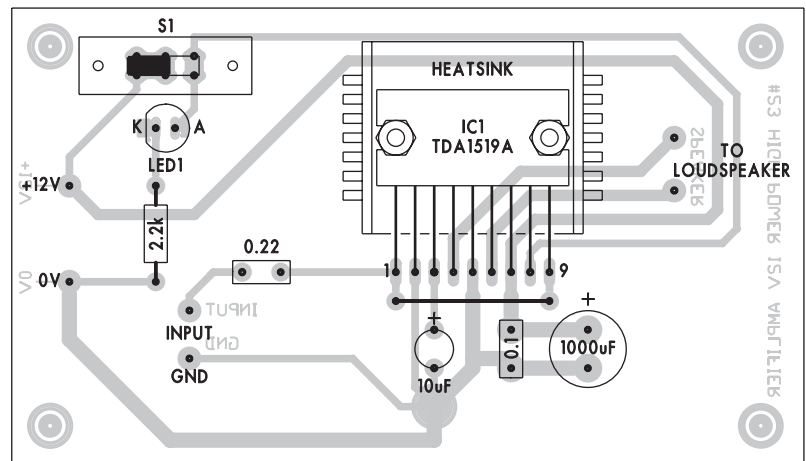 S1
HEATSINK
IC1
TDA1519A
K
A
LED1
+12V
+12V
2.2k
0V
0V
0.22
1
9
INPUT
INPUT
GND
GND
+
10uF
0.1
+
1000uF
SPEAKER
TO
LOUDSPEAKER
#23 HIGH POWER 12V AMPLIFIER